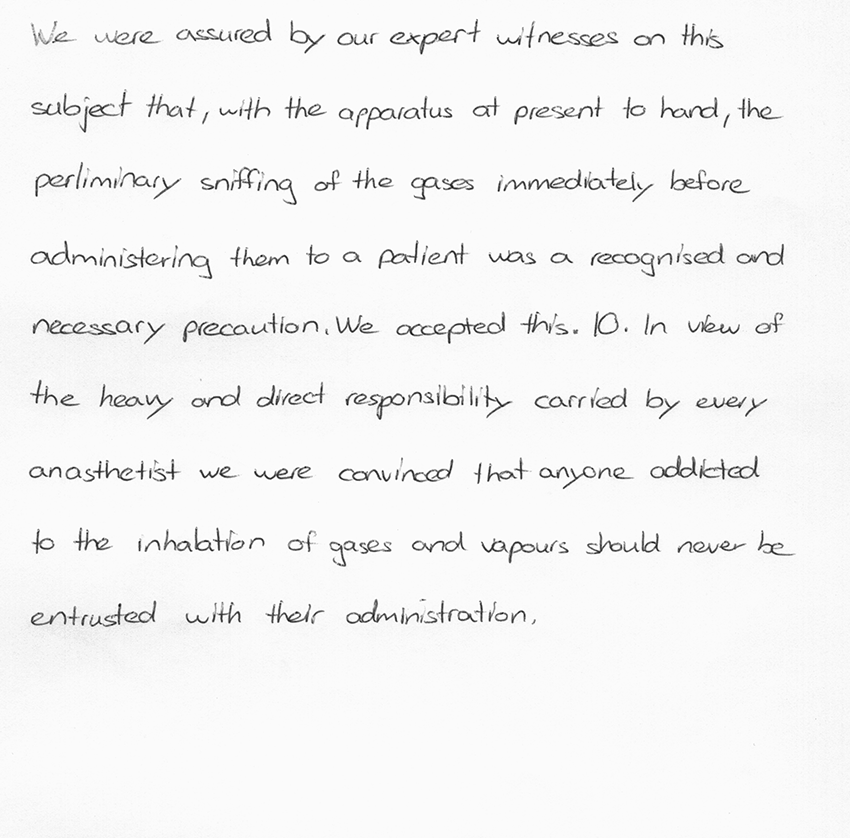 We were assured by our expert witnesses on this
subject that, with the apparatus at present to hand, the
perliminary sniffing of the gases immediately before
administering them to a patient was a recognised and
necessary precaution. We accepted this. 10. In view of
the heavy and direct responsibility carried by every
anasthetist we were convinced that anyone addicted
to the inhalation of gases and vapours should never be
entrusted with their administration.